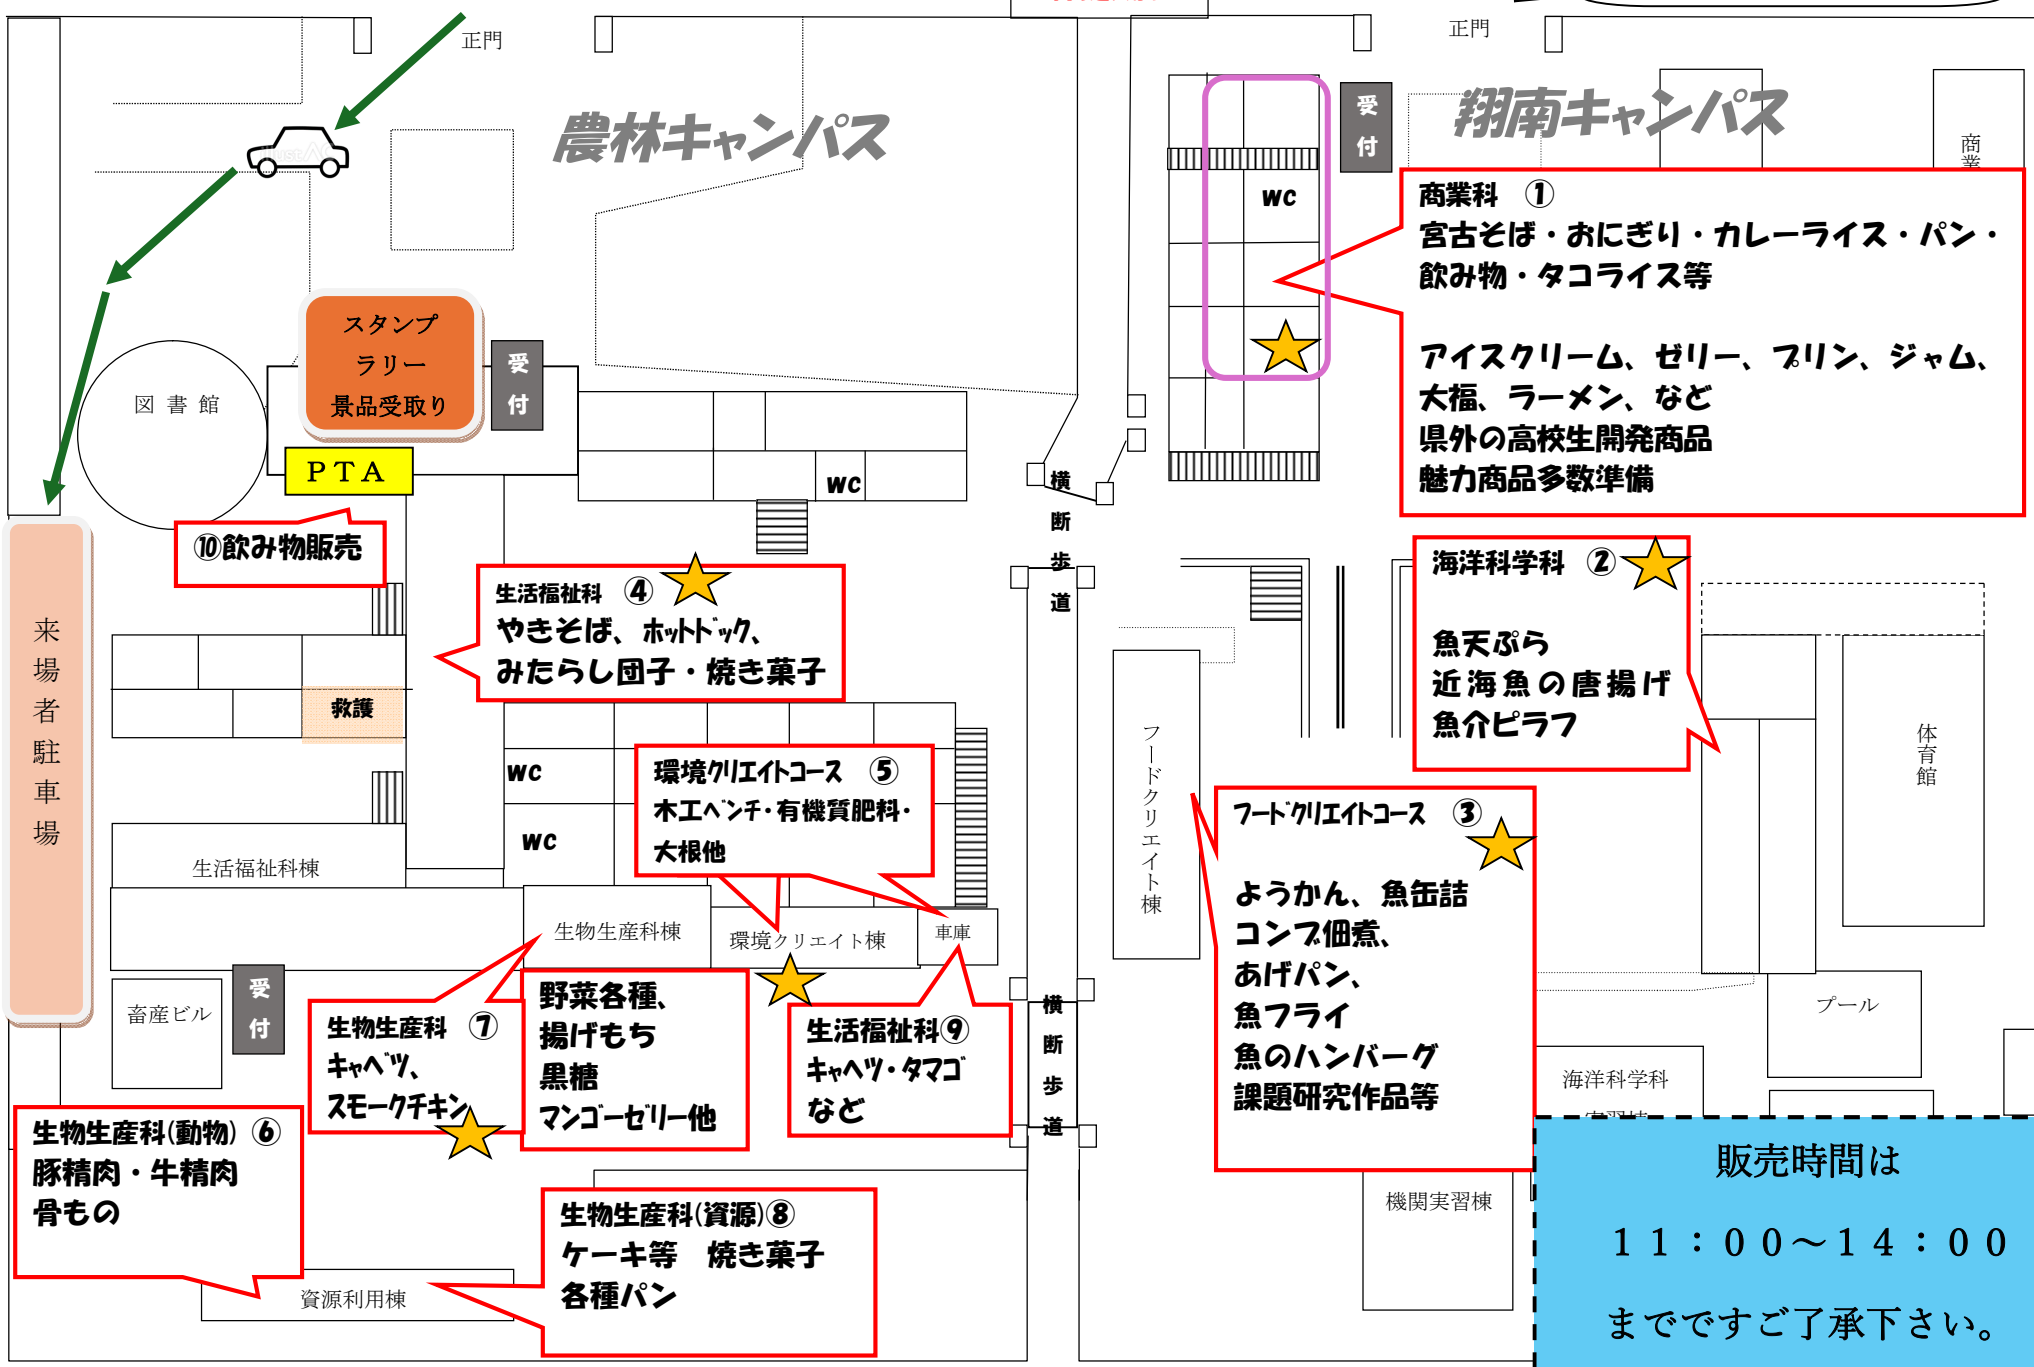 正門
正門
農林キャンパス
翔南キャンパス
受付
商業
WC
商業科 ①
宮古そば・おにぎり・カレーライス・パン・
飲み物・タコライス等
アイスクリーム、ゼリー、プリン、ジャム、
大福、ラーメン、など
県外の高校生開発商品
魅力商品多数準備
スタンプ
ラリー
景品受取り
受付
図書館
PTA
WC
⑩飲み物販売
横断歩道
来場者駐車場
生活福祉科 ④
やきそば、ホットドック、
みたらし団子・焼き菓子
救護
海洋科学科 ②
魚天ぷら
近海魚の唐揚げ
魚介ピラフ
体育館
WC
WC
環境クリエイトコース ⑤
木工ベンチ・有機質肥料・
大根他
フードクリエイト棟
フードクリエイトコース ③
ようかん、魚缶詰
コンブ佃煮、
あげパン、
魚フライ
魚のハンバーグ
課題研究作品等
生活福祉科棟
生物生産科棟
環境クリエイト棟
車庫
畜産ビル
受付
生物生産科 ⑦
キャベツ、
スモークチキン
野菜各種、
揚げもち
黒糖
マンゴーゼリー他
生活福祉科⑨
キャベツ・タマゴ
など
横断歩道
プール
海洋科学科
生物生産科(動物) ⑥
豚精肉・牛精肉
骨もの
生物生産科(資源)⑧
ケーキ等 焼き菓子
各種パン
資源利用棟
機関実習棟
販売時間は
11:00～14:00
までですご了承下さい。